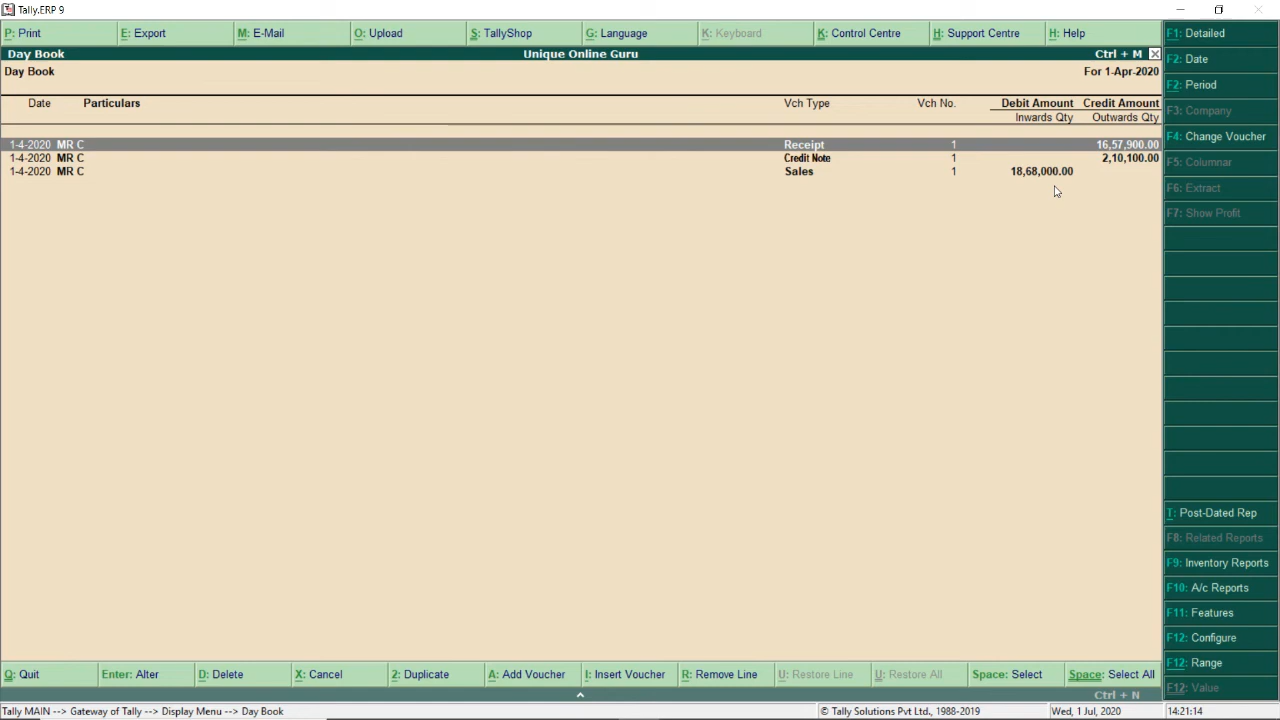 Tally.ERP 9
P: Print E: Export M: E-Mail O: Upload S: TallyShop G: Language K: Keyboard K: Control Centre H: Support Centre H: Help
Day Book Unique Online Guru Ctrl + M
Day Book For 1-Apr-2020
Date Particulars Vch Type Vch No. Debit Amount Credit Amount
Inwards Qty Outwards Qty
1-4-2020 MR C Receipt 1 16,57,900.00
1-4-2020 MR C Credit Note 1 2,10,100.00
1-4-2020 MR C Sales 1 18,68,000.00
F1: Detailed
F2: Date
F2: Period
F3: Company
F4: Change Voucher
F5: Columnar
F6: Extract
F7: Show Profit
T: Post-Dated Rep
F8: Related Reports
F9: Inventory Reports
F10: A/c Reports
F11: Features
F12: Configure
F12: Range
F12: Value
Q: Quit Enter: Alter D: Delete X: Cancel 2: Duplicate A: Add Voucher I: Insert Voucher R: Remove Line U: Restore Line U: Restore All Space: Select Space: Select All
Ctrl + N
Tally MAIN --> Gateway of Tally --> Display Menu --> Day Book © Tally Solutions Pvt Ltd., 1988-2019 Wed, 1 Jul, 2020 14:21:14